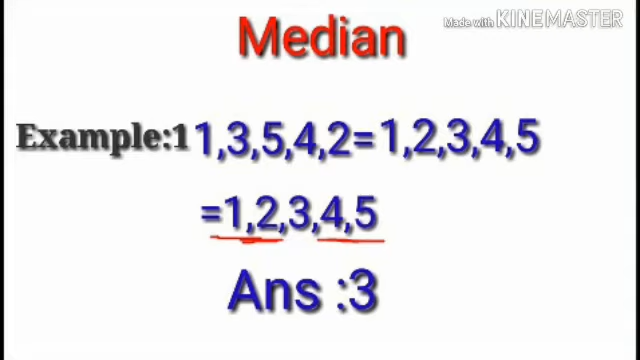 Median
Made with KINEMASTER
Example:1 1,3,5,4,2=1,2,3,4,5
=1,2,3,4,5
Ans :3